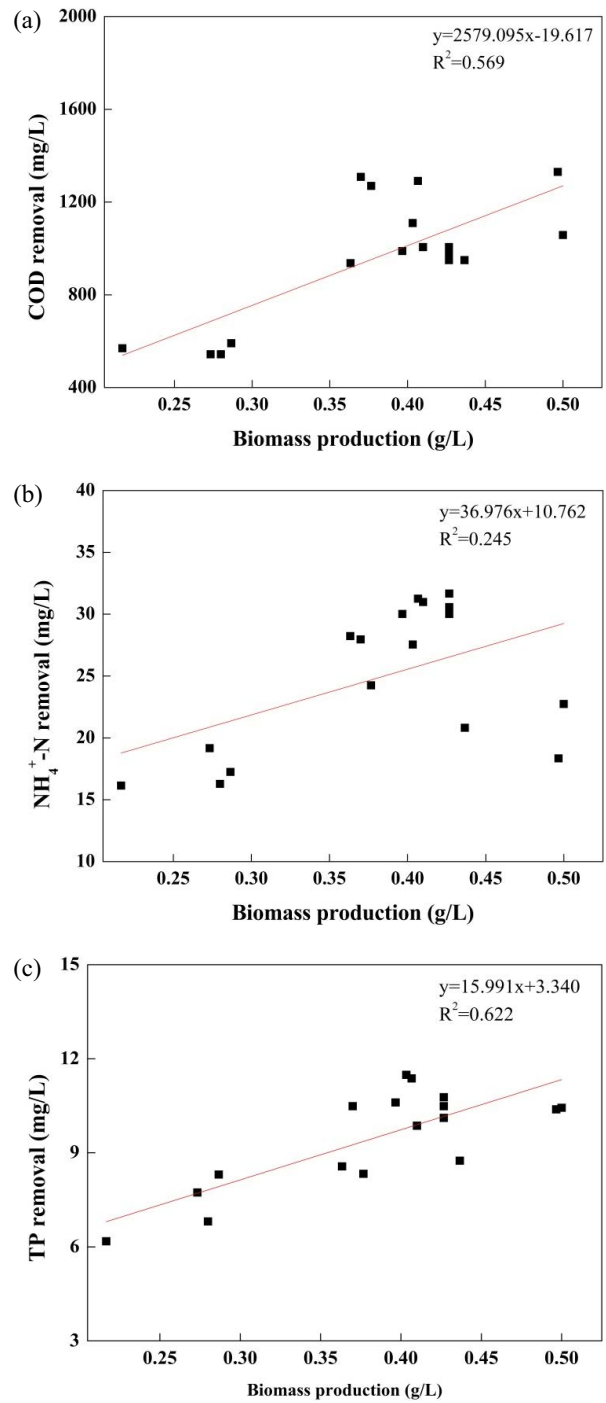 (a)
2000
1600
1200
800
400
COD removal (mg/L)
y=2579.095x-19.617
R²=0.569
0.25 0.30 0.35 0.40 0.45 0.50
Biomass production (g/L)
(b)
40
35
30
25
20
15
10
NH₄⁺-N removal (mg/L)
y=36.976x+10.762
R²=0.245
0.25 0.30 0.35 0.40 0.45 0.50
Biomass production (g/L)
(c)
15
12
9
6
3
TP removal (mg/L)
y=15.991x+3.340
R²=0.622
0.25 0.30 0.35 0.40 0.45 0.50
Biomass production (g/L)